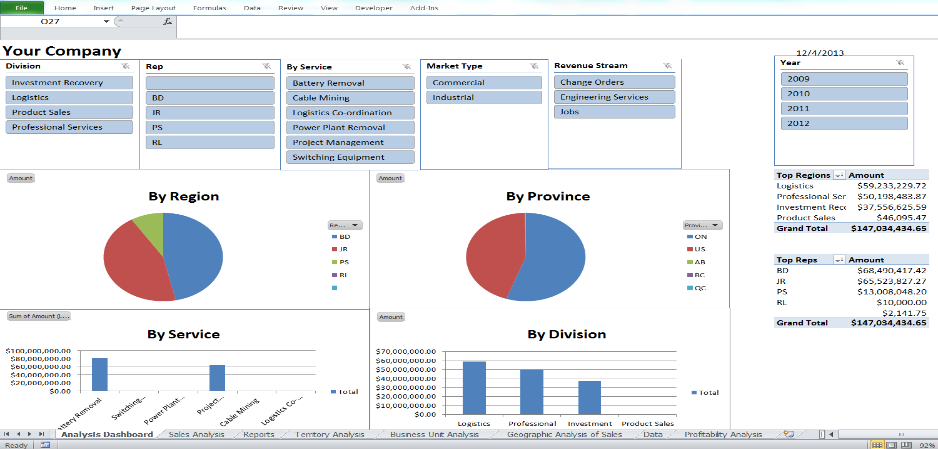 File Home Insert Page Layout Formulas Data Review View Developer Add-Ins
O27 fx
Your Company
12/4/2013
Division Rep By Service Market Type Revenue Stream Year
Investment Recovery Battery Removal Commercial Change Orders 2009
Logistics BD Cable Mining Industrial Engineering Services 2010
Product Sales JR Logistics Co-ordination Jobs 2011
Professional Services PS Power Plant Removal 2012
RL Project Management
Switching Equipment
Amount
By Region
Re...
BD
JR
PS
RL
Amount
By Province
Provi...
ON
US
AB
BC
QC
Top Regions Amount
Logistics $59,233,229.72
Professional Ser $50,198,483.87
Investment Recc $37,556,625.59
Product Sales $46,095.47
Grand Total $147,034,434.65
Top Reps Amount
BD $68,490,417.42
JR $65,523,827.27
PS $13,008,048.20
RL $10,000.00
$2,141.75
Grand Total $147,034,434.65
Sum of Amount (L...
By Service
$100,000,000.00
$80,000,000.00
$60,000,000.00
$40,000,000.00
$20,000,000.00
$0.00
ttery Removal Switching... Power Plant... Project... Cable Mining Logistics Co-...
Total
Amount
By Division
$70,000,000.00
$60,000,000.00
$50,000,000.00
$40,000,000.00
$30,000,000.00
$20,000,000.00
$10,000,000.00
$0.00
Logistics Professional Investment Product Sales
Total
Analysis Dashboard Sales Analysis Reports Territory Analysis Business Unit Analysis Geographic Analysis of Sales Data Profitablity Analysis
Ready 92%